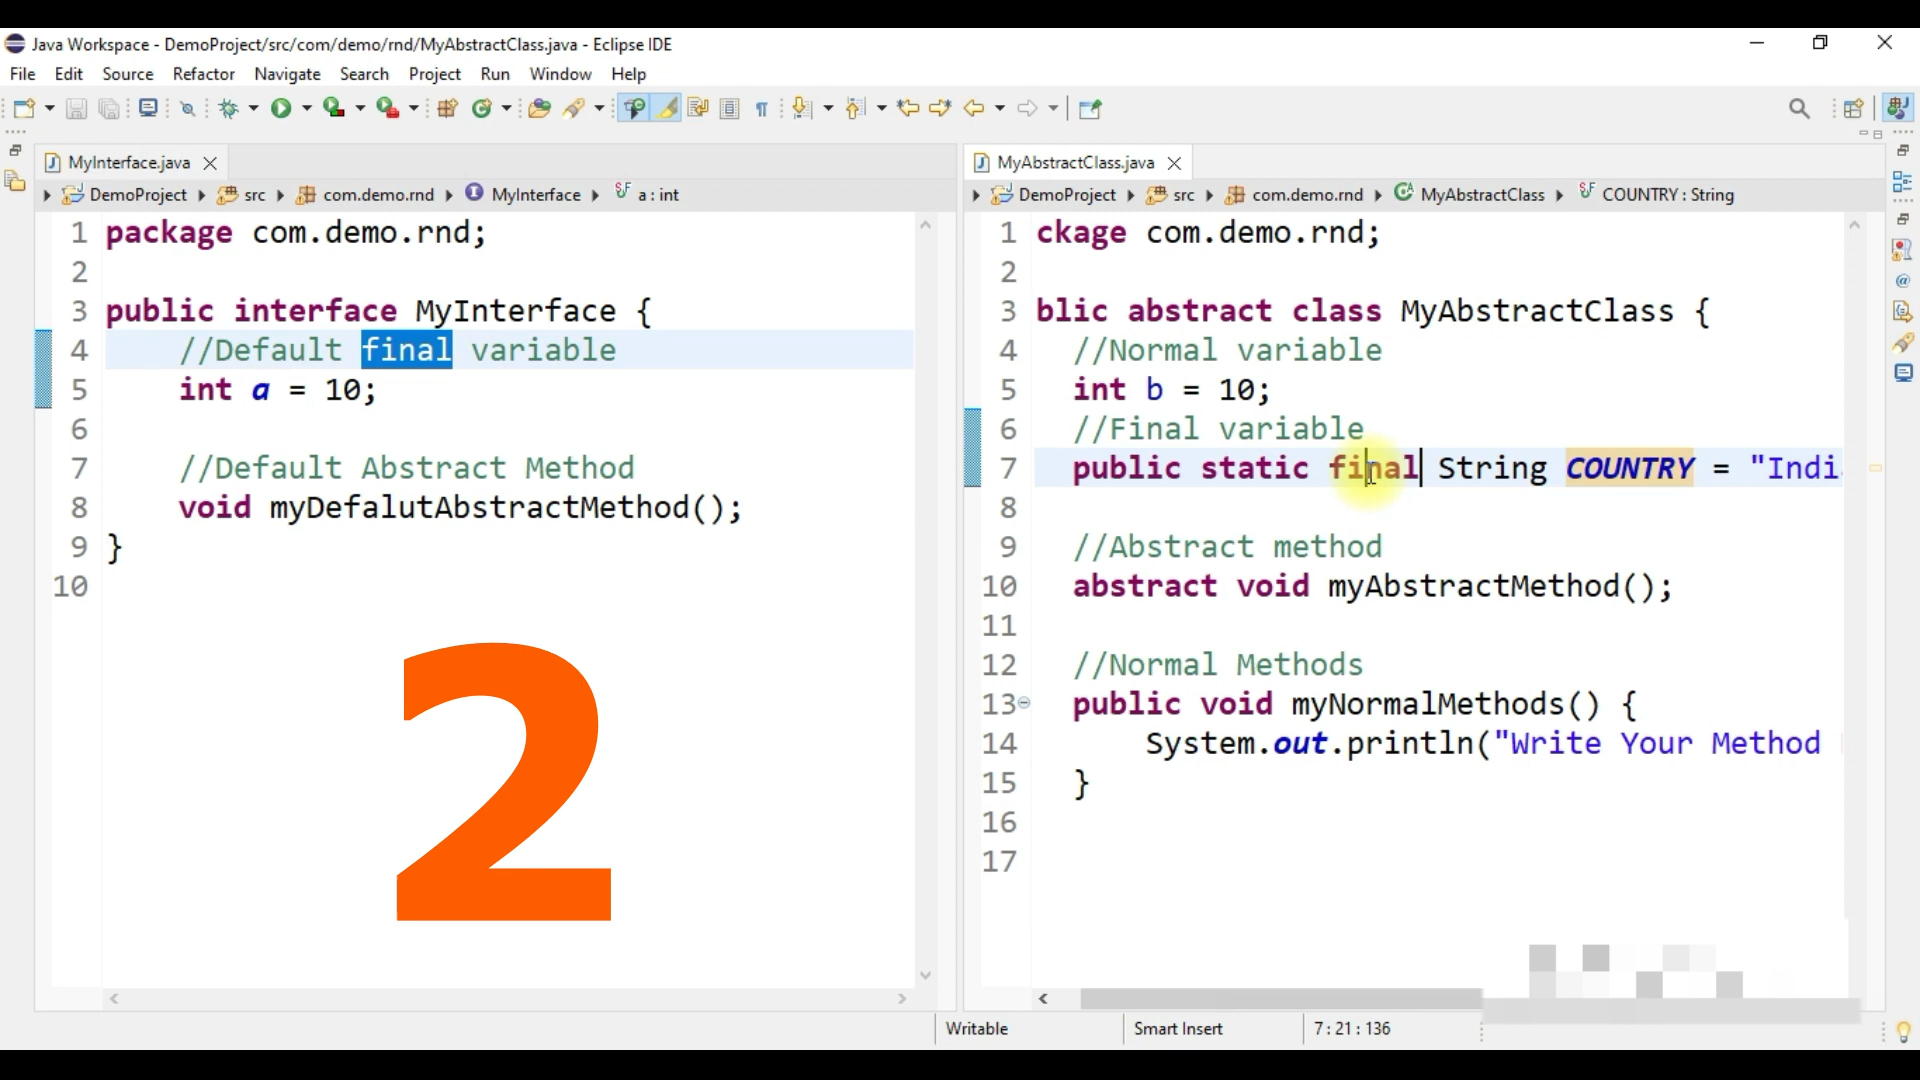 Java Workspace - DemoProject/src/com/demo/rnd/MyAbstractClass.java - Eclipse IDE
File Edit Source Refactor Navigate Search Project Run Window Help
MyInterface.java
DemoProject src com.demo.rnd MyInterface a : int
1 package com.demo.rnd;
2
3 public interface MyInterface {
4 //Default final variable
5 int a = 10;
6
7 //Default Abstract Method
8 void myDefalutAbstractMethod();
9 }
10
2
MyAbstractClass.java
DemoProject src com.demo.rnd MyAbstractClass COUNTRY : String
1 ckage com.demo.rnd;
2
3 blic abstract class MyAbstractClass {
4 //Normal variable
5 int b = 10;
6 //Final variable
7 public static final String COUNTRY = "Indi
8
9 //Abstract method
10 abstract void myAbstractMethod();
11
12 //Normal Methods
13 public void myNormalMethods() {
14 System.out.println("Write Your Method
15 }
16
17
Writable Smart Insert 7 : 21 : 136